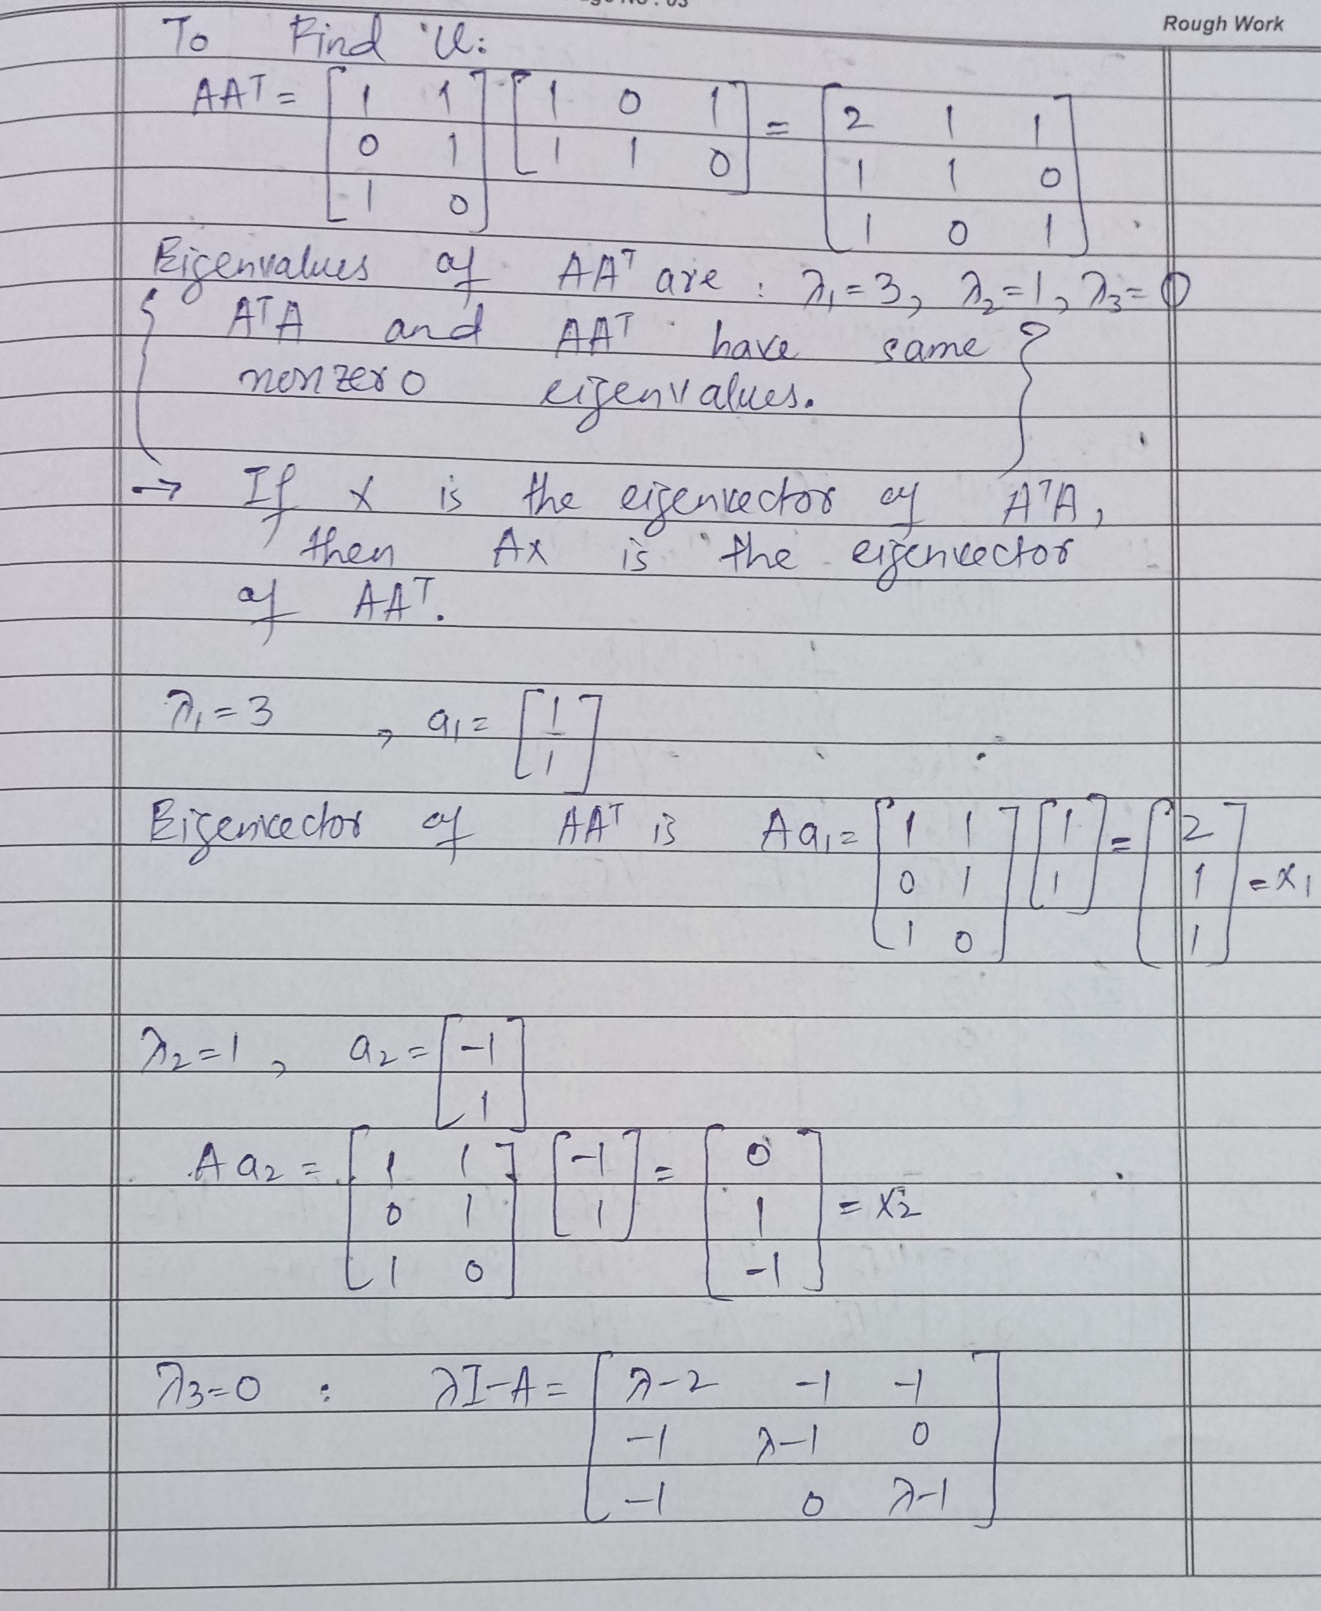 Rough Work
To Find U:
AAᵀ = [1 1; 0 1; 1 0] [1 0 1; 1 1 0] = [2 1 1; 1 1 0; 1 0 1]
Eigenvalues of AAᵀ are : λ₁=3, λ₂=1, λ₃=0
{ AᵀA and AAᵀ have same
nonzero eigenvalues. }
→ If x is the eigenvector of AᵀA,
then Ax is the eigenvector
of AAᵀ.
λ₁=3 , a₁= [1; 1]
Eigenvector of AAᵀ is Aa₁= [1 1; 0 1; 1 0] [1; 1] = [2; 1; 1] = x₁
λ₂=1 , a₂= [-1; 1]
Aa₂ = [1 1; 0 1; 1 0] [-1; 1] = [0; 1; -1] = x₂
λ₃=0 : λI-A = [λ-2 -1 -1; -1 λ-1 0; -1 0 λ-1]